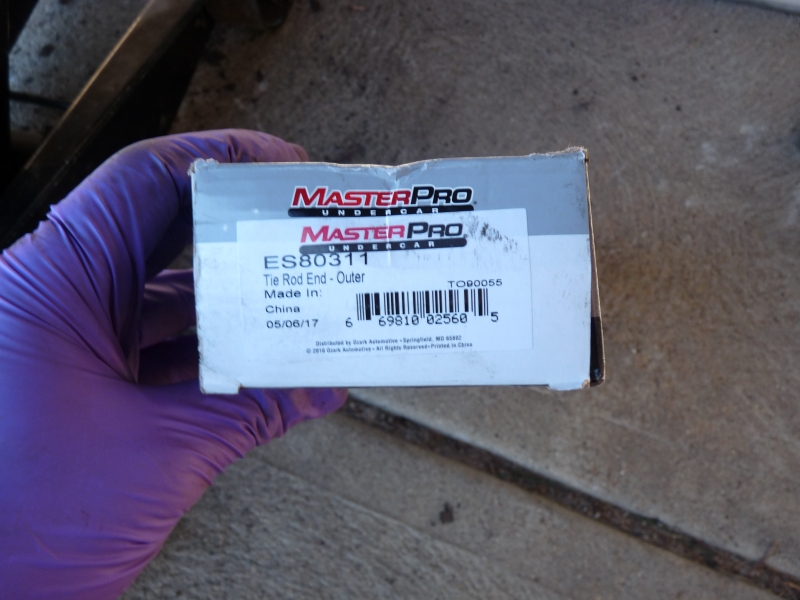 MASTERPRO
UNDERCAR
MASTERPRO
UNDERCAR
ES80311
Tie Rod End - Outer
TO90055
Made In:
China
05/06/17
6 69810 02560 5
Distributed by Ozark Automotive • Springfield, MO 65802
© 2016 Ozark Automotive • All Rights Reserved • Printed in China